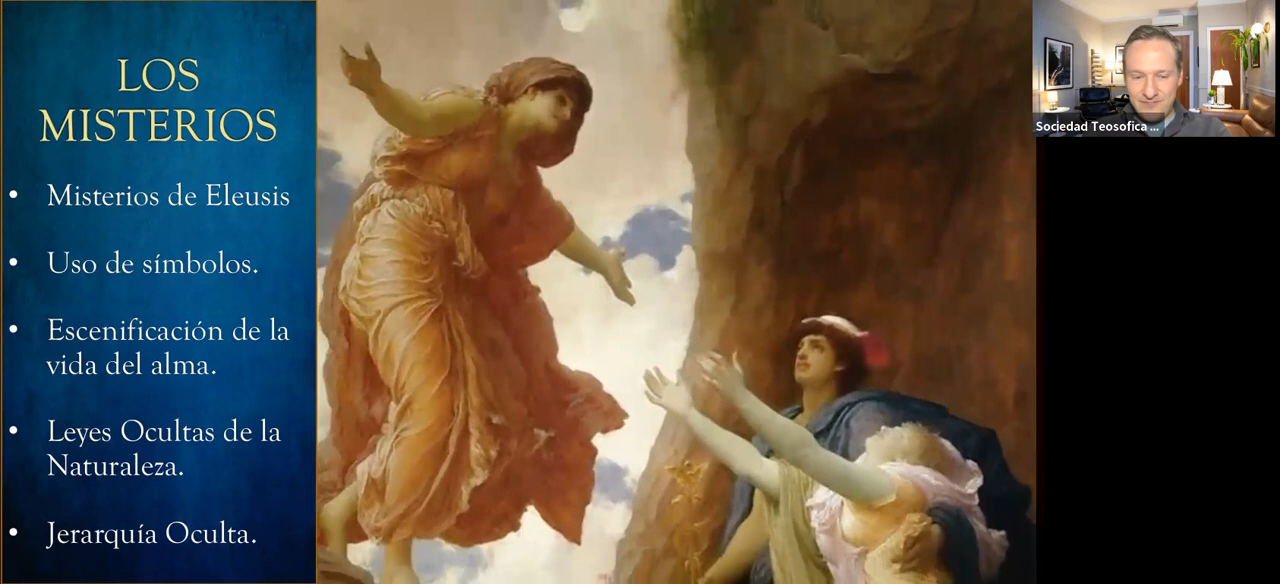 LOS
MISTERIOS
• Misterios de Eleusis
• Uso de símbolos.
• Escenificación de la
vida del alma.
• Leyes Ocultas de la
Naturaleza.
• Jerarquía Oculta.
Sociedad Teosofica ...